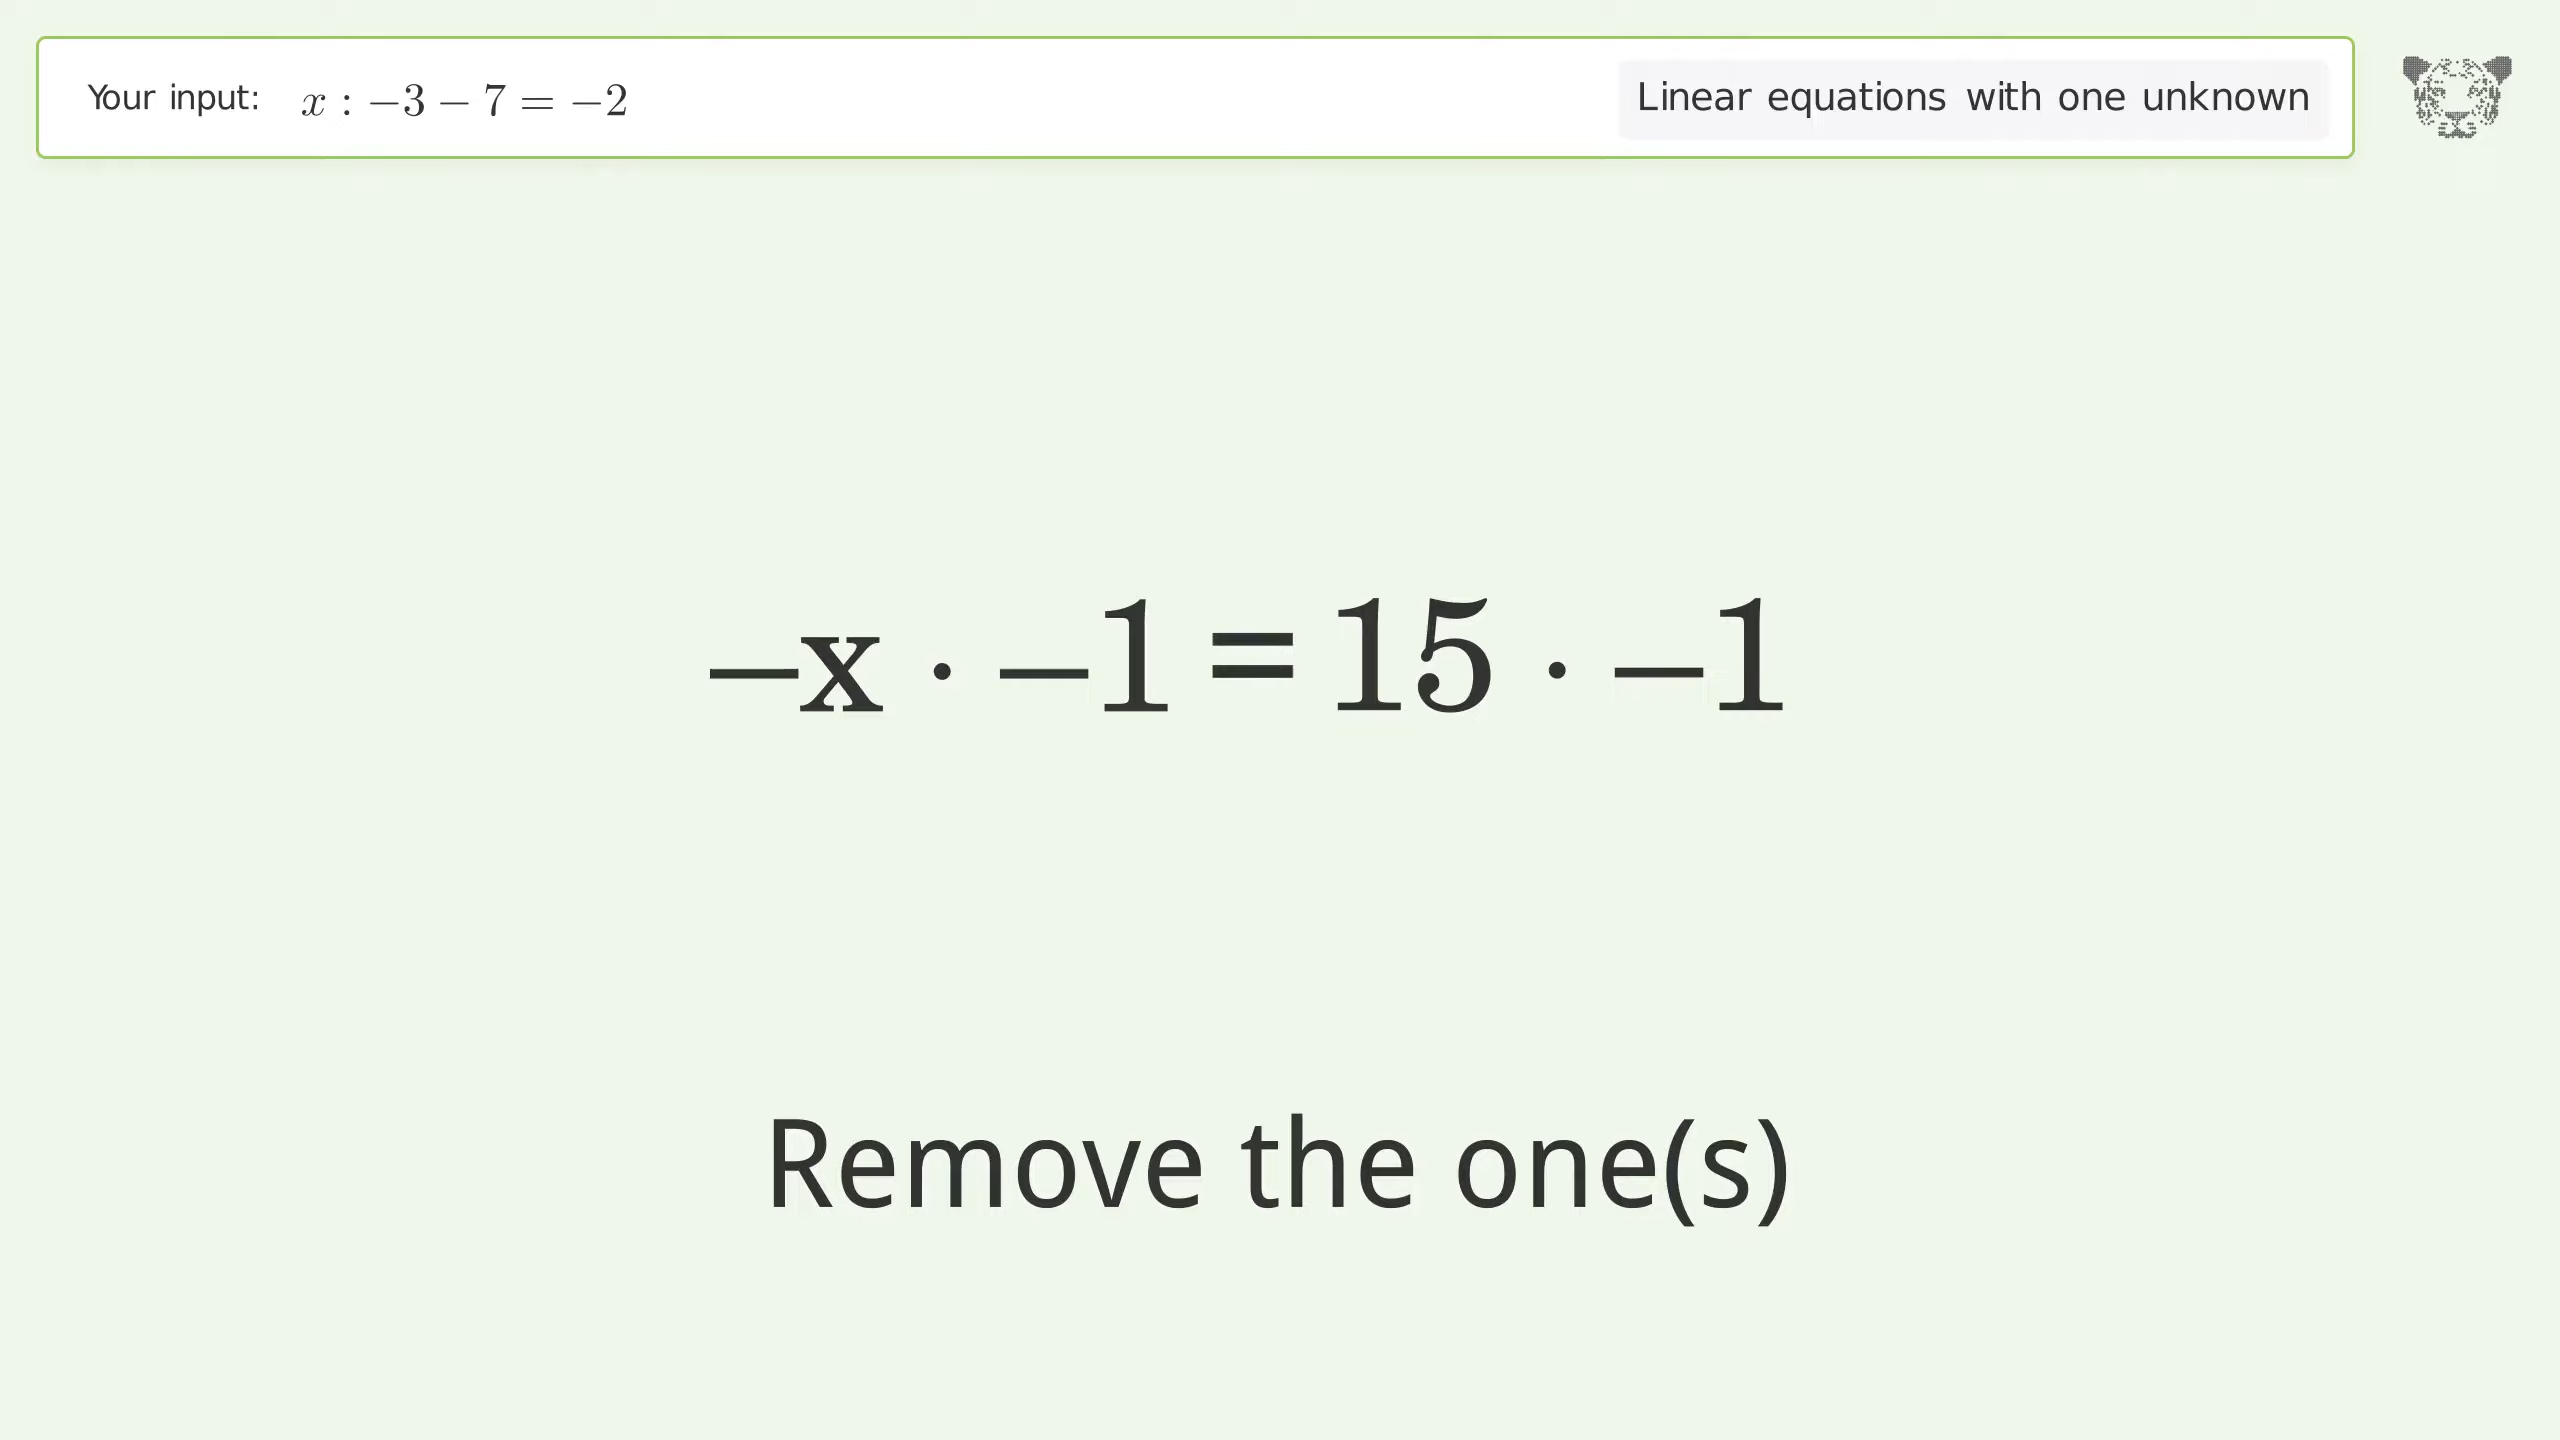 Your input: x : −3 − 7 = −2
Linear equations with one unknown
−x · −1 = 15 · −1
Remove the one(s)